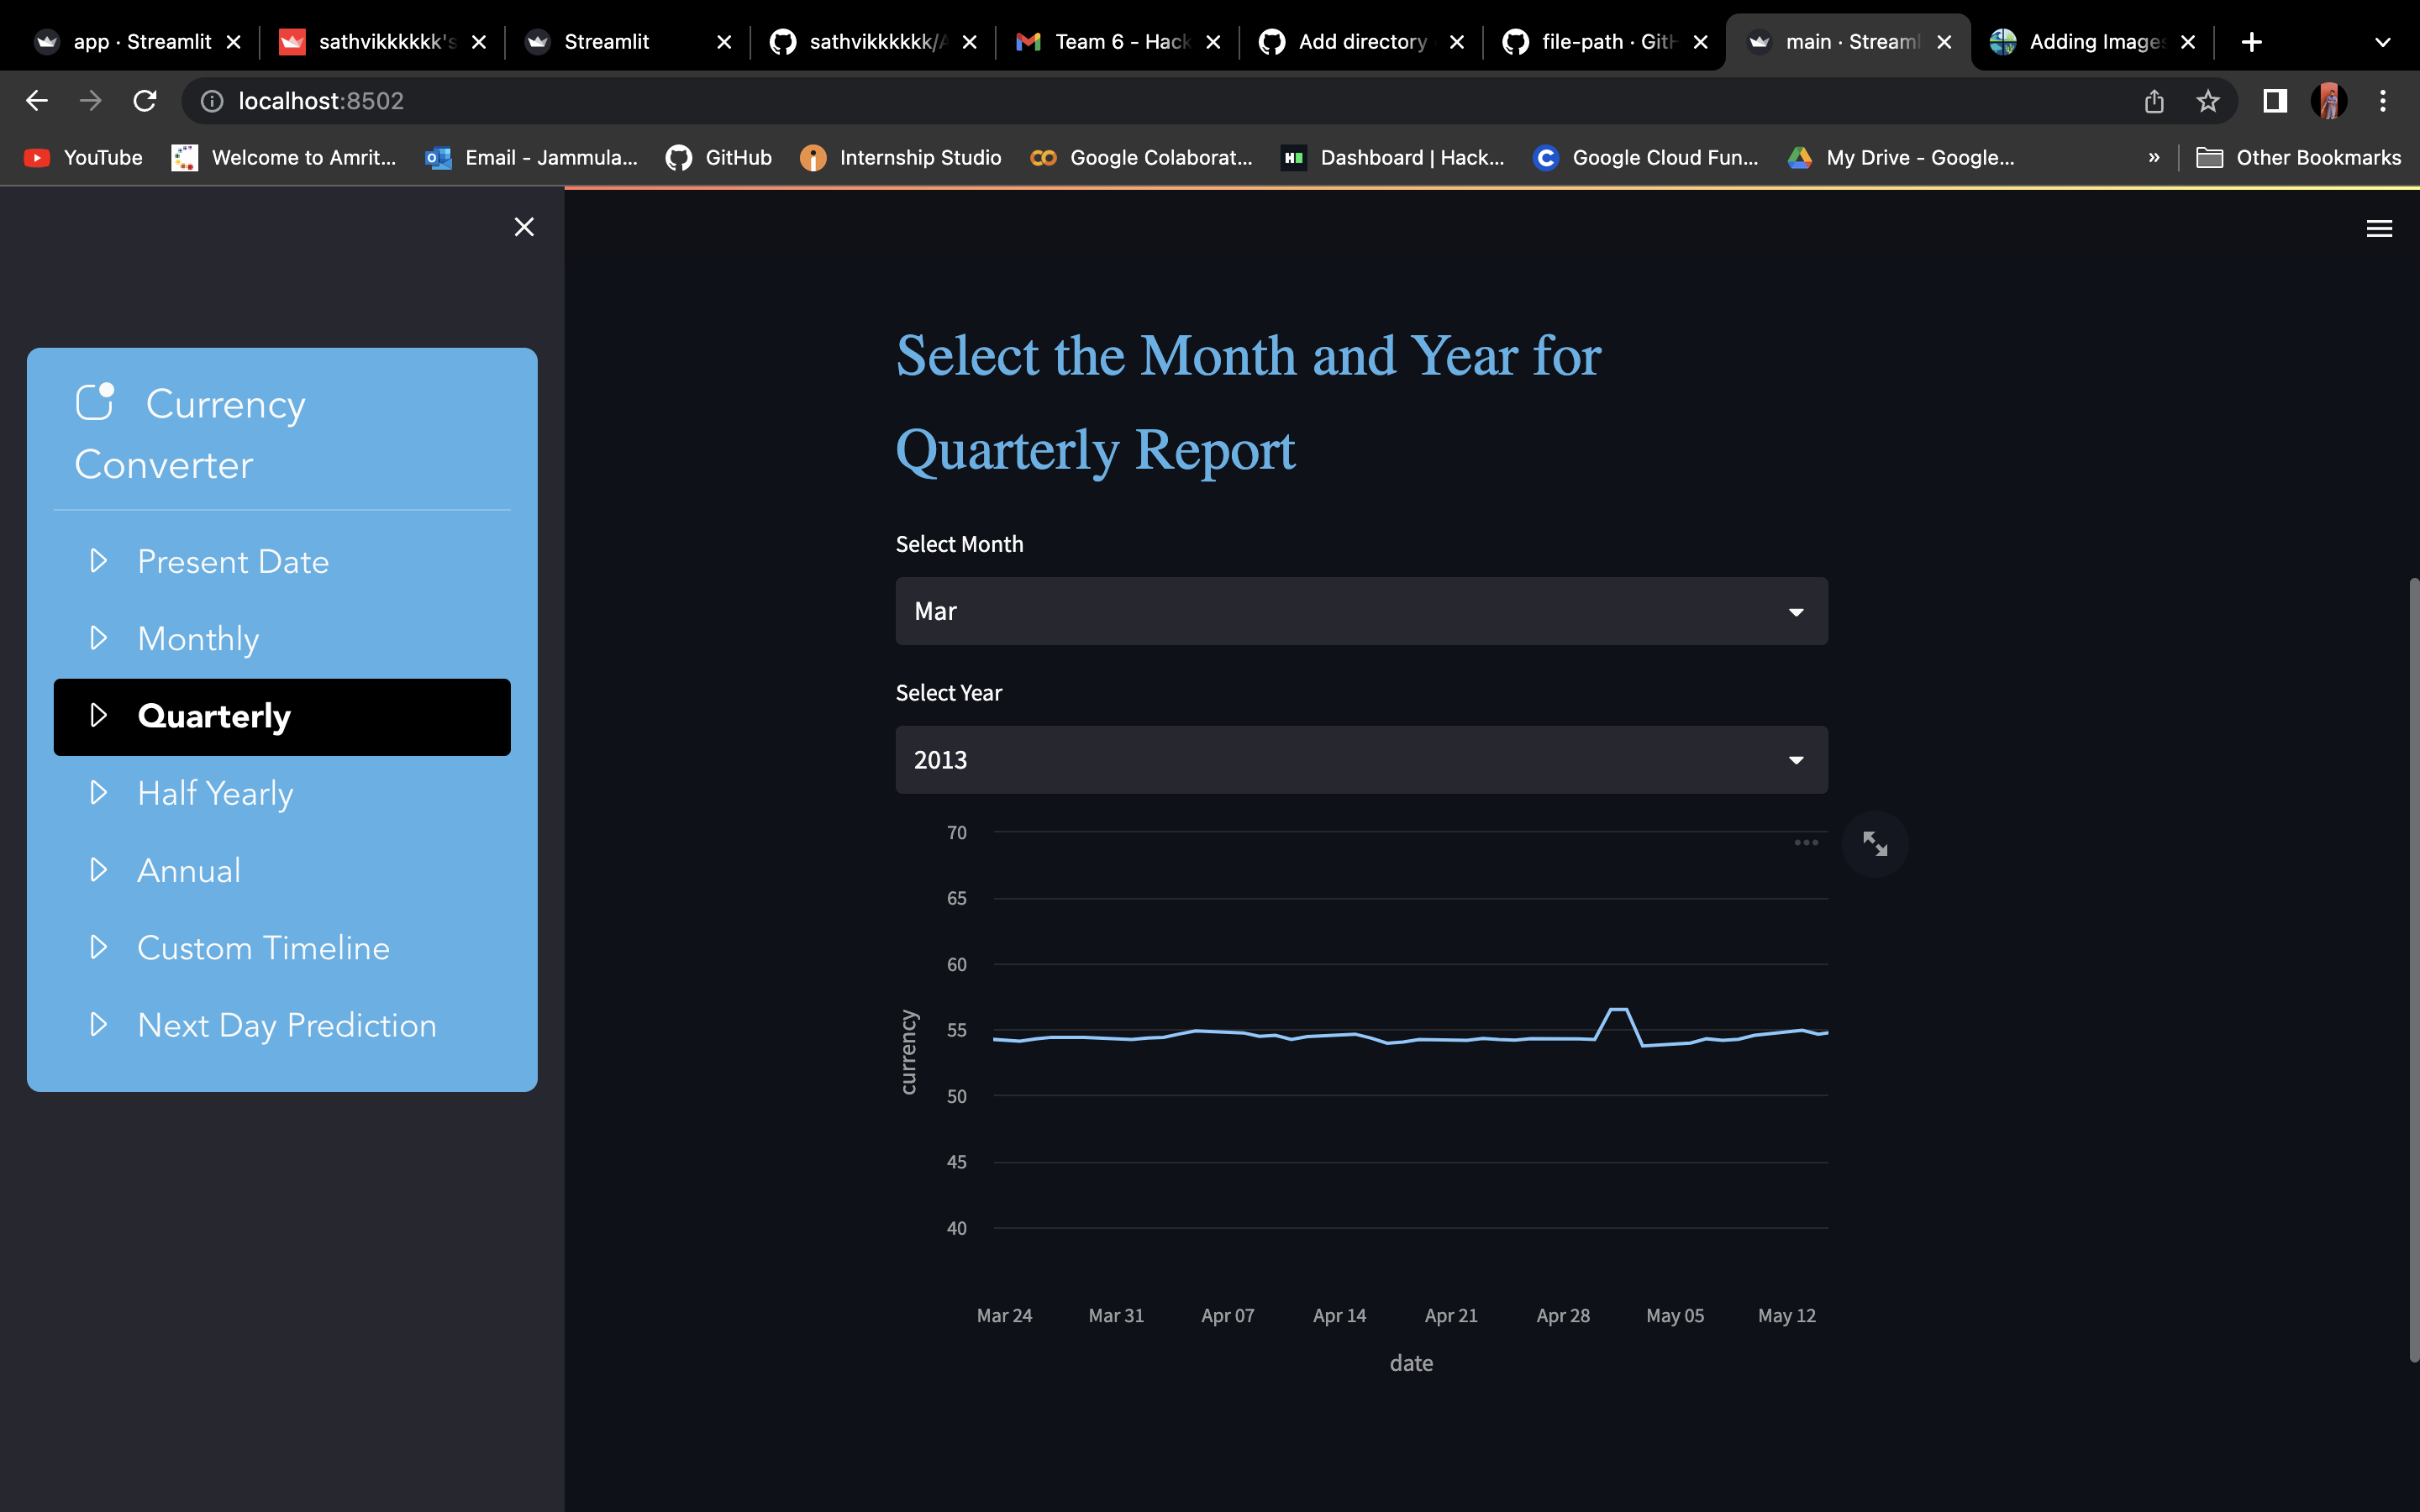 app · Streamlit
sathvikkkkkk's
Streamlit
sathvikkkkkk/A
Team 6 - Hack
Add directory
file-path · GitH
main · Streaml
Adding Images
localhost:8502
YouTube
Welcome to Amrit...
Email - Jammula...
GitHub
Internship Studio
Google Colaborat...
Dashboard | Hack...
Google Cloud Fun...
My Drive - Google...
»
Other Bookmarks
Currency
Converter
Present Date
Monthly
Quarterly
Half Yearly
Annual
Custom Timeline
Next Day Prediction
Select the Month and Year for
Quarterly Report
Select Month
Mar
Select Year
2013
70
65
60
55
50
45
40
currency
Mar 24 Mar 31 Apr 07 Apr 14 Apr 21 Apr 28 May 05 May 12
date